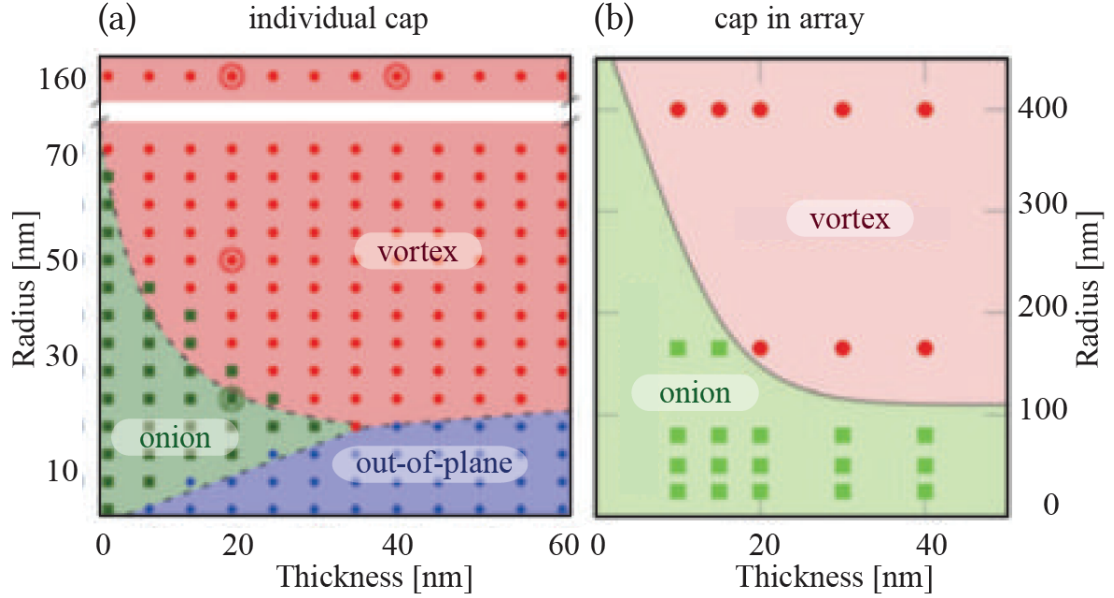 (a) individual cap
(b) cap in array
160
70
50
30
10
Radius [nm]
vortex
onion
out-of-plane
0 20 40 60
Thickness [nm]
400
300
200
100
0
Radius [nm]
vortex
onion
0 20 40
Thickness [nm]